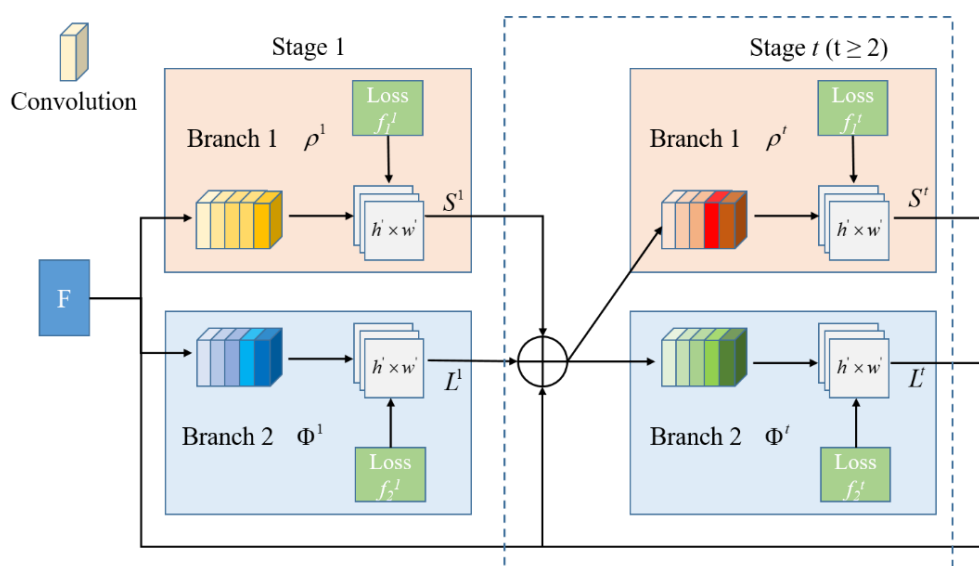 Stage 1
Stage t (t ≥ 2)
Convolution
Loss
f₁¹
Branch 1 ρ¹
h' × w'
S¹
Loss
f₁ᵗ
Branch 1 ρᵗ
h' × w'
Sᵗ
F
h' × w'
L¹
Branch 2 Φ¹
Loss
f₂¹
h' × w'
Lᵗ
Branch 2 Φᵗ
Loss
f₂ᵗ